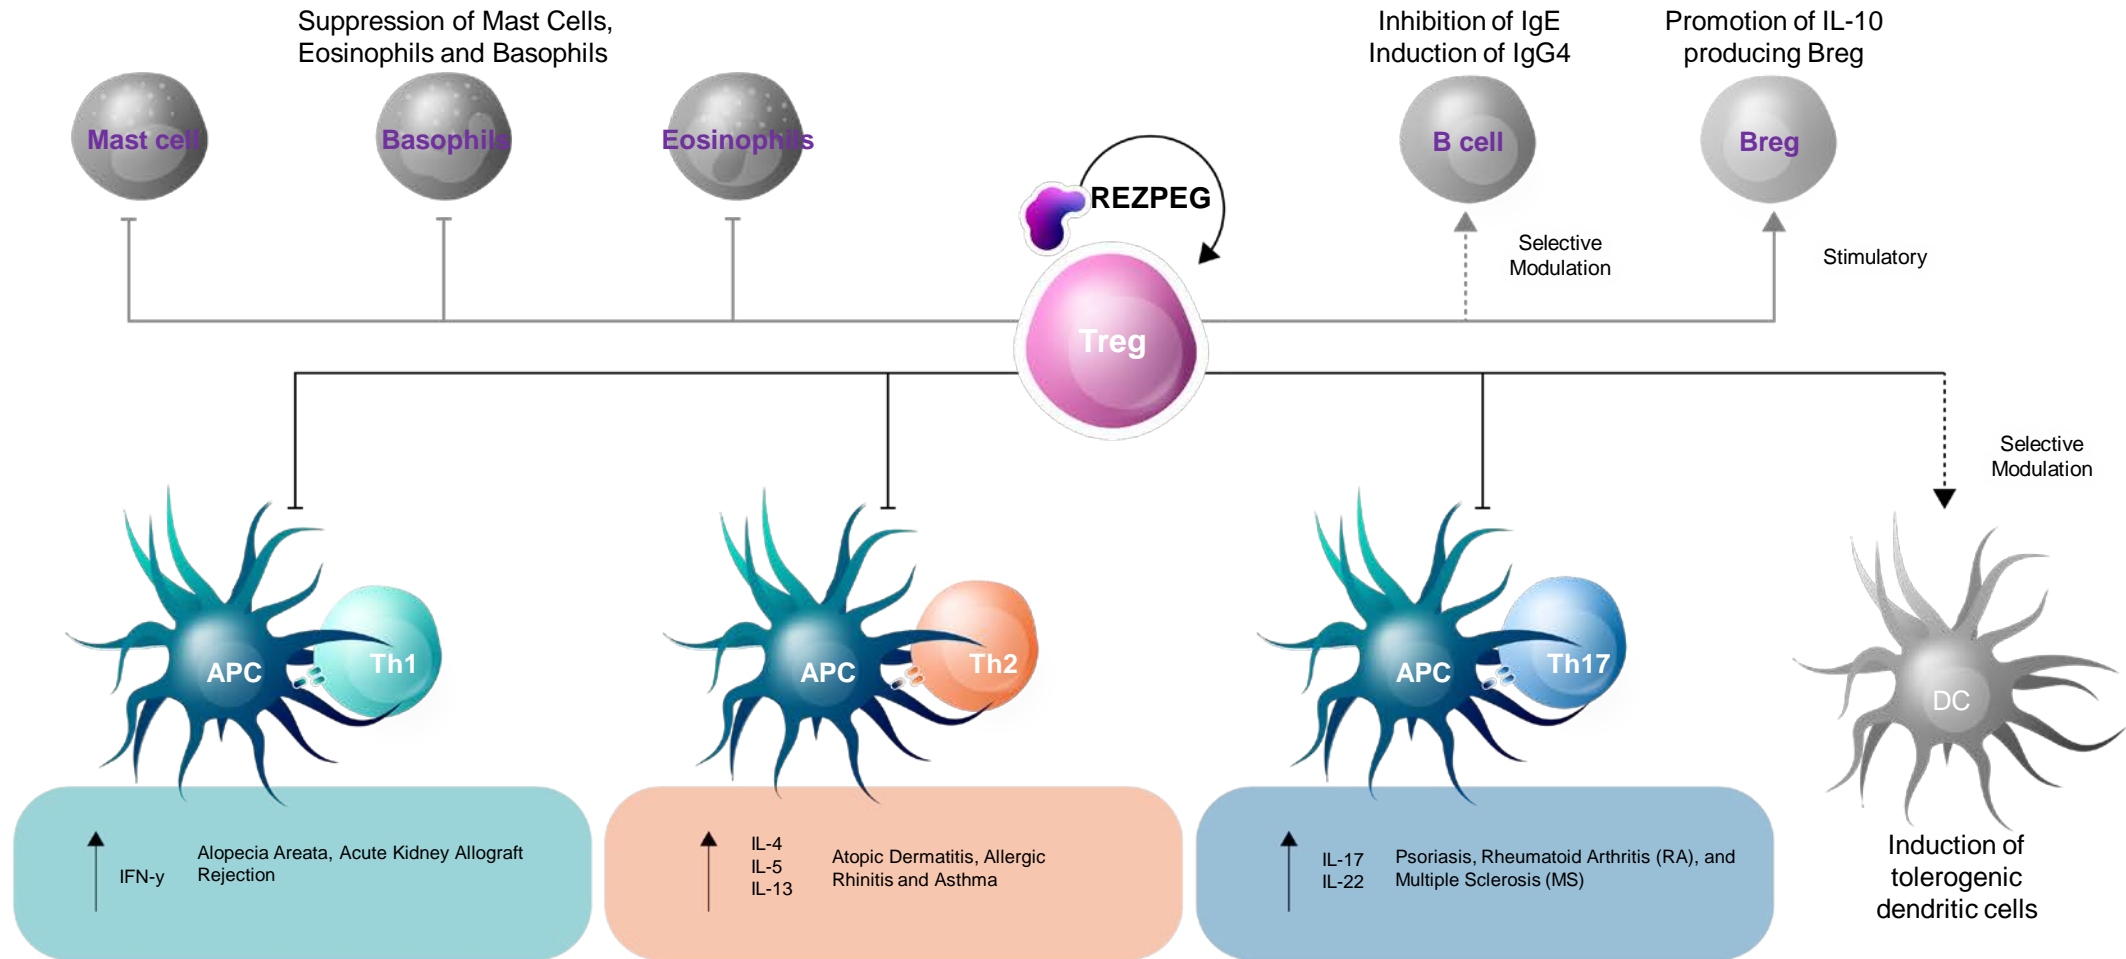 Suppression of Mast Cells,
Eosinophils and Basophils
Inhibition of IgE
Induction of IgG4
Promotion of IL-10
producing Breg
Mast cell
Basophils
Eosinophils
B cell
Breg
REZPEG
Selective
Modulation
Stimulatory
Treg
Selective
Modulation
APC
Th1
APC
Th2
APC
Th17
DC
IFN-y
Alopecia Areata, Acute Kidney Allograft
Rejection
IL-4
IL-5
IL-13
Atopic Dermatitis, Allergic
Rhinitis and Asthma
IL-17
IL-22
Psoriasis, Rheumatoid Arthritis (RA), and
Multiple Sclerosis (MS)
Induction of
tolerogenic
dendritic cells